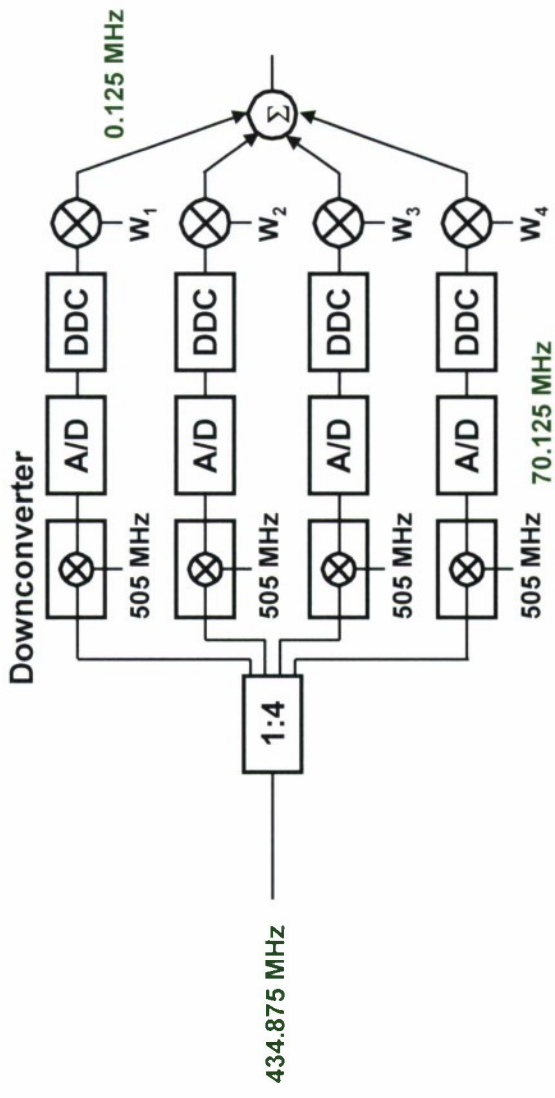 Downconverter
434.875 MHz
1:4
505 MHz
A/D
DDC
W1
0.125 MHz
505 MHz
A/D
DDC
W2
Σ
505 MHz
A/D
DDC
W3
505 MHz
A/D
DDC
W4
70.125 MHz